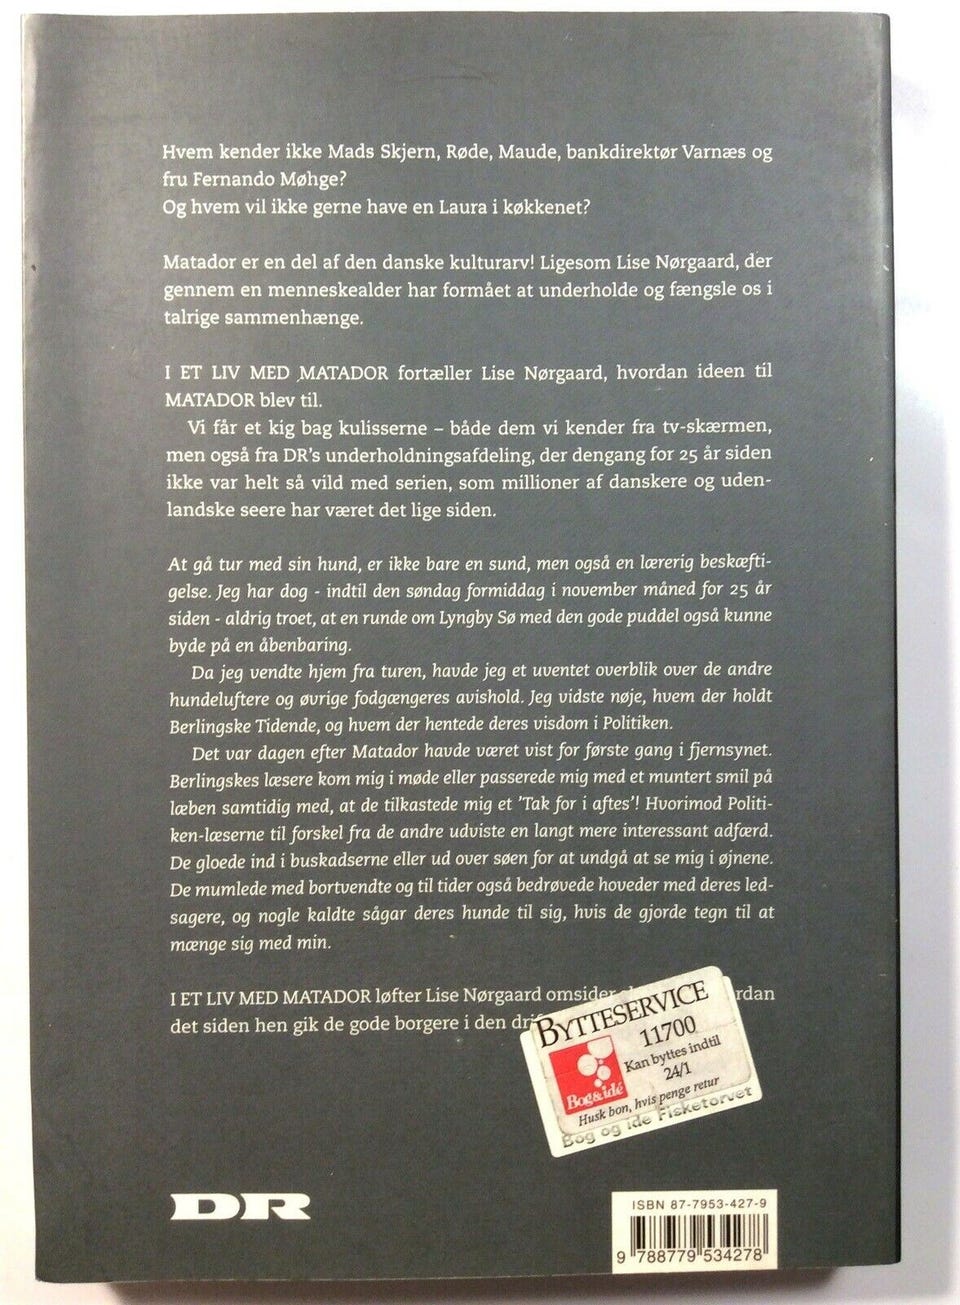 Hvem kender ikke Mads Skjern, Røde, Maude, bankdirektør Varnæs og
fru Fernando Møhge?
Og hvem vil ikke gerne have en Laura i køkkenet?
Matador er en del af den danske kulturarv! Ligesom Lise Nørgaard, der
gennem en menneskealder har formået at underholde og fængsle os i
talrige sammenhænge.
I ET LIV MED MATADOR fortæller Lise Nørgaard, hvordan ideen til
MATADOR blev til.
Vi får et kig bag kulisserne – både dem vi kender fra tv-skærmen,
men også fra DR's underholdningsafdeling, der dengang for 25 år siden
ikke var helt så vild med serien, som millioner af danskere og uden-
landske seere har været det lige siden.
At gå tur med sin hund, er ikke bare en sund, men også en lærerig beskæfti-
gelse. Jeg har dog - indtil den søndag formiddag i november måned for 25 år
siden - aldrig troet, at en runde om Lyngby Sø med den gode puddel også kunne
byde på en åbenbaring.
Da jeg vendte hjem fra turen, havde jeg et uventet overblik over de andre
hundeluftere og øvrige fodgængeres avishold. Jeg vidste nøje, hvem der holdt
Berlingske Tidende, og hvem der hentede deres visdom i Politiken.
Det var dagen efter Matador havde været vist for første gang i fjernsynet.
Berlingskes læsere kom mig i møde eller passerede mig med et muntert smil på
læben samtidig med, at de tilkastede mig et 'Tak for i aftes'! Hvorimod Politi-
ken-læserne til forskel fra de andre udviste en langt mere interessant adfærd.
De gloede ind i buskadserne eller ud over søen for at undgå at se mig i øjnene.
De mumlede med bortvendte og til tider også bedrøvede hoveder med deres led-
sagere, og nogle kaldte sågar deres hunde til sig, hvis de gjorde tegn til at
mænge sig med min.
I ET LIV MED MATADOR løfter Lise Nørgaard omsider rdan
det siden hen gik de gode borgere i den
BYTTESERVICE
11700
Kan byttes indtil
24/1
Bog&idé
Husk bon, hvis penge retur
Bog og ide Fisketorvet
DR
ISBN 87-7953-427-9
9 788779 534278